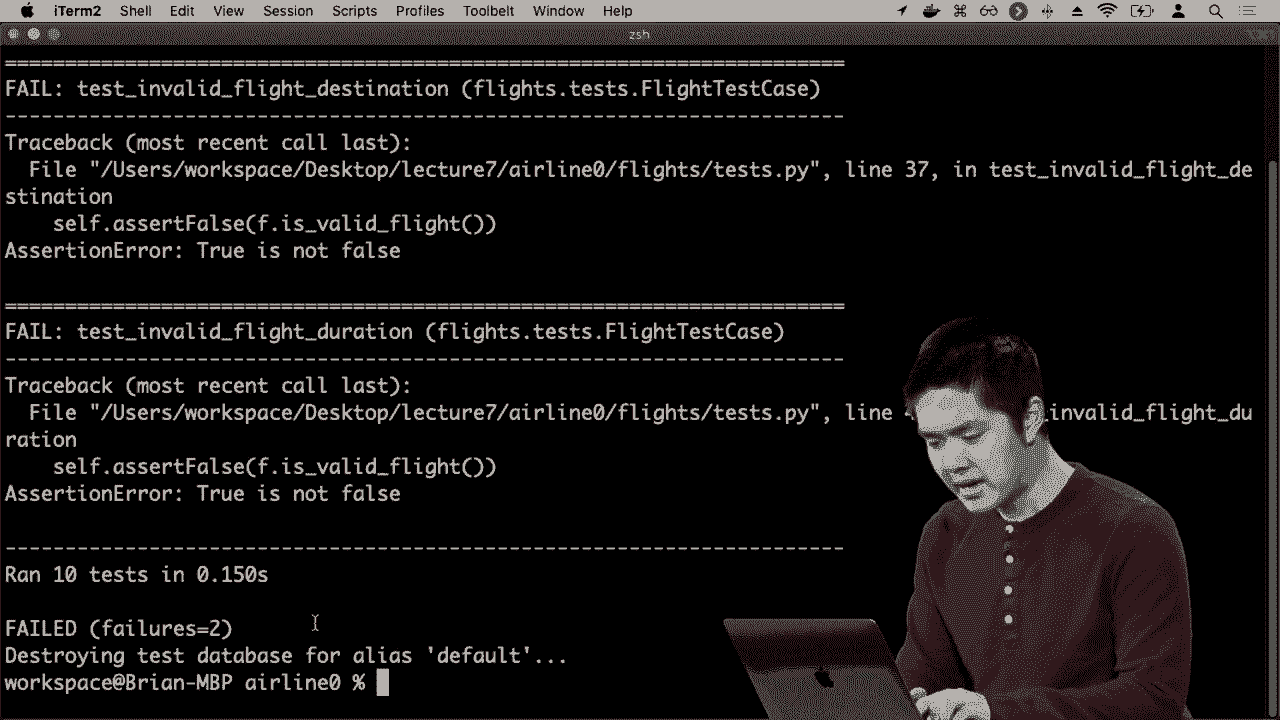 iTerm2 Shell Edit View Session Scripts Profiles Toolbelt Window Help
zsh
======================================================================
FAIL: test_invalid_flight_destination (flights.tests.FlightTestCase)
----------------------------------------------------------------------
Traceback (most recent call last):
  File "/Users/workspace/Desktop/lecture7/airline0/flights/tests.py", line 37, in test_invalid_flight_de
stination
    self.assertFalse(f.is_valid_flight())
AssertionError: True is not false
======================================================================
FAIL: test_invalid_flight_duration (flights.tests.FlightTestCase)
----------------------------------------------------------------------
Traceback (most recent call last):
  File "/Users/workspace/Desktop/lecture7/airline0/flights/tests.py", line _invalid_flight_du
ration
    self.assertFalse(f.is_valid_flight())
AssertionError: True is not false
----------------------------------------------------------------------
Ran 10 tests in 0.150s
FAILED (failures=2)
Destroying test database for alias 'default'...
workspace@Brian-MBP airline0 %